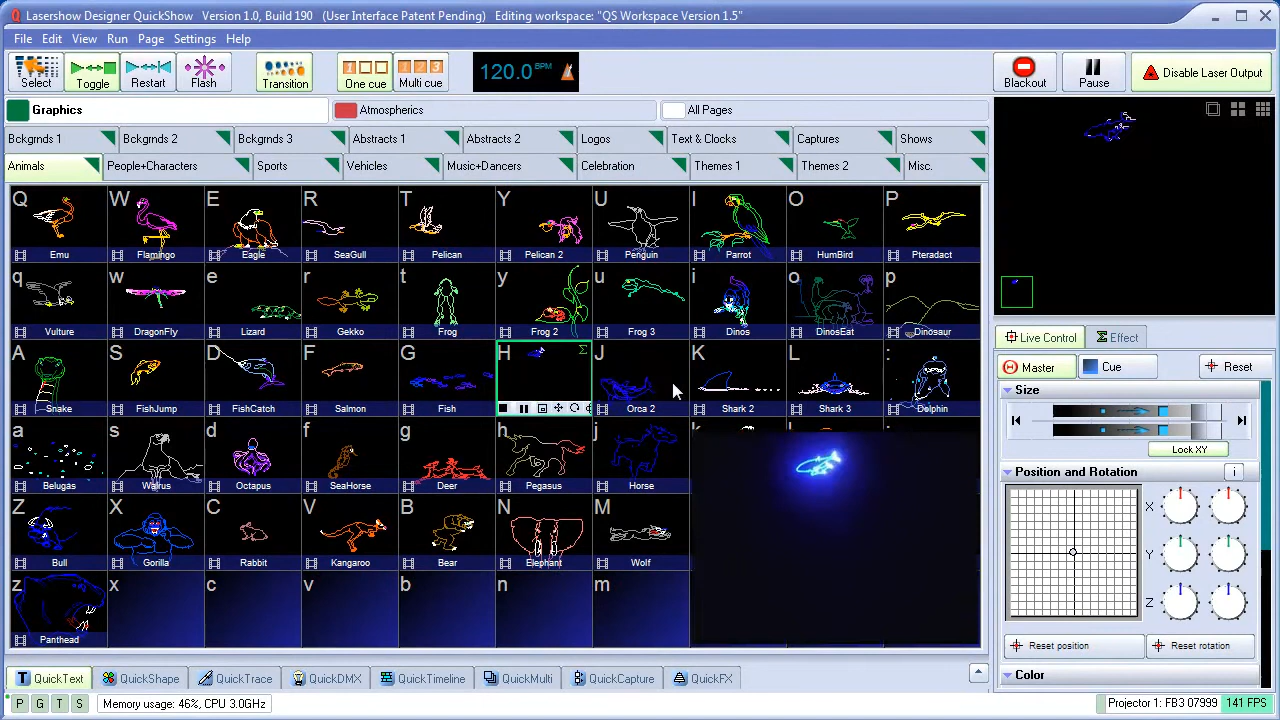 Lasershow Designer QuickShow Version 1.0, Build 190 (User Interface Patent Pending) Editing workspace: "QS Workspace Version 1.5"
File Edit View Run Page Settings Help
Select Toggle Restart Flash Transition One cue Multi cue 120.0 BPM Blackout Pause Disable Laser Output
Graphics Atmospherics All Pages
Bckgrnds 1 Bckgrnds 2 Bckgrnds 3 Abstracts 1 Abstracts 2 Logos Text & Clocks Captures Shows
Animals People+Characters Sports Vehicles Music+Dancers Celebration Themes 1 Themes 2 Misc.
Q W E R T Y U I O P
Emu Flamingo Eagle SeaGull Pelican Pelican 2 Penguin Parrot HumBird Pteradact
q w e r t y u i o p
Vulture DragonFly Lizard Gekko Frog Frog 2 Frog 3 Dinos DinosEat Dinosaur
A S D F G H J K L :
Snake FishJump FishCatch Salmon Fish Orca 2 Shark 2 Shark 3 Dolphin
a s d f g h j
Belugas Walrus Octapus SeaHorse Deer Pegasus Horse
Z X C V B N M
Bull Gorilla Rabbit Kangaroo Bear Elephant Wolf
z x c v b n m
Panthead
Live Control Effect
Master Cue Reset
Size
Lock XY
Position and Rotation i
X
Y
Z
Reset position Reset rotation
Color
QuickText QuickShape QuickTrace QuickDMX QuickTimeline QuickMulti QuickCapture QuickFX
P G T S Memory usage: 46%, CPU 3.0GHz Projector 1: FB3 07999 141 FPS